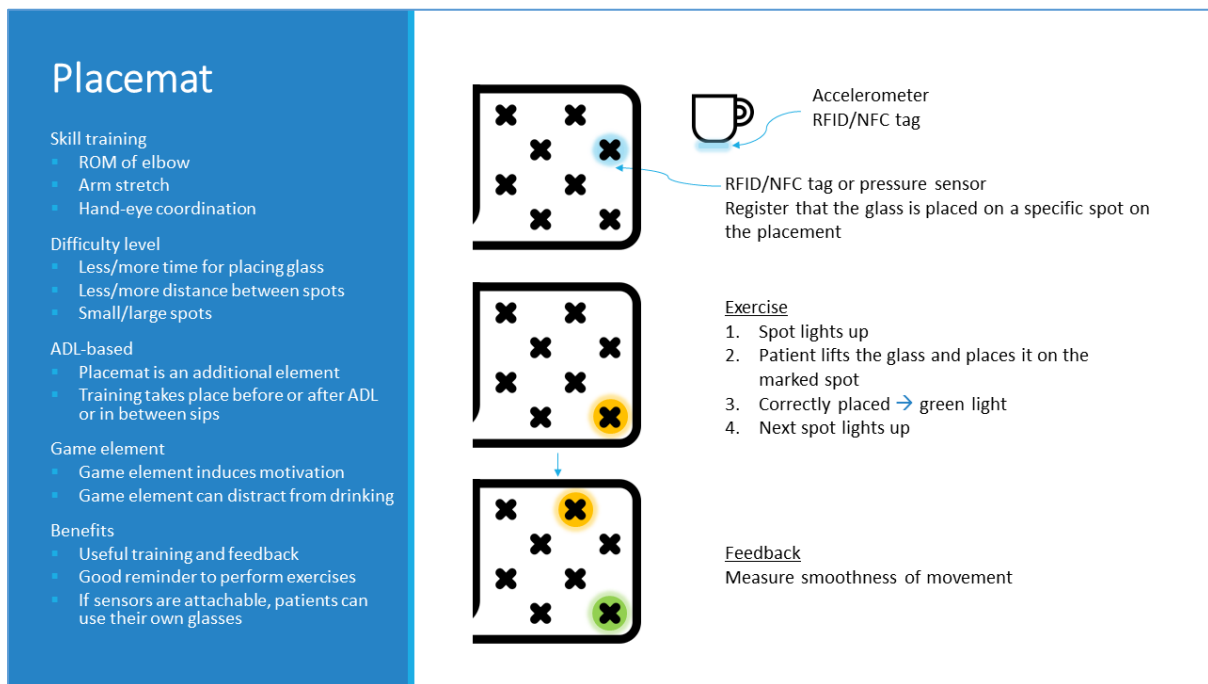 Placemat
Skill training
▪ ROM of elbow
▪ Arm stretch
▪ Hand-eye coordination
Difficulty level
▪ Less/more time for placing glass
▪ Less/more distance between spots
▪ Small/large spots
ADL-based
▪ Placemat is an additional element
▪ Training takes place before or after ADL
or in between sips
Game element
▪ Game element induces motivation
▪ Game element can distract from drinking
Benefits
▪ Useful training and feedback
▪ Good reminder to perform exercises
▪ If sensors are attachable, patients can
use their own glasses
Accelerometer
RFID/NFC tag
RFID/NFC tag or pressure sensor
Register that the glass is placed on a specific spot on
the placement
Exercise
1. Spot lights up
2. Patient lifts the glass and places it on the
marked spot
3. Correctly placed → green light
4. Next spot lights up
Feedback
Measure smoothness of movement